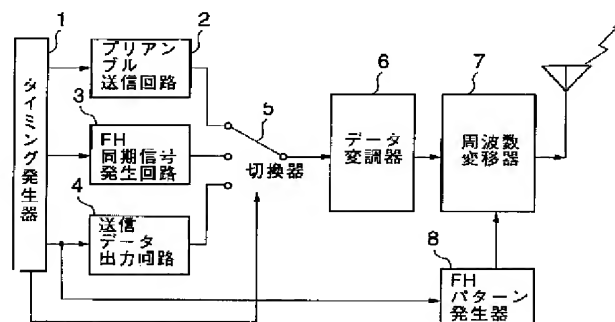 1
タイミング発生器
2
プリアン
ブル
送信回路
3
FH
同期信号
発生回路
4
送信
データ
出力回路
5
切換器
6
データ
変調器
7
周波数
変移器
8
FH
パターン
発生器